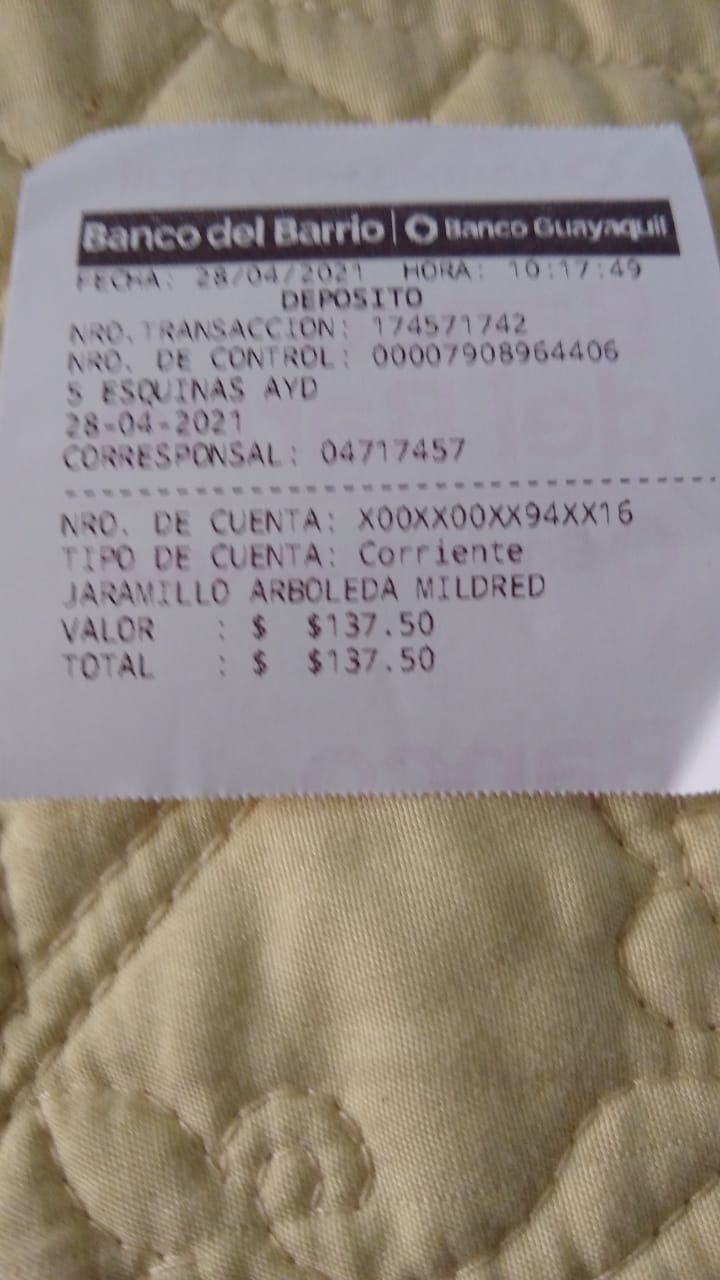 Banco del Barrio | Banco Guayaquil
FECHA: 28/04/2021 HORA: 10:17:49
DEPOSITO
NRO. TRANSACCION: 174571742
NRO. DE CONTROL: 00007908964406
5 ESQUINAS AYD
28-04-2021
CORRESPONSAL: 04717457
NRO. DE CUENTA: X00XX00XX94XX16
TIPO DE CUENTA: Corriente
JARAMILLO ARBOLEDA MILDRED
VALOR : $ $137.50
TOTAL : $ $137.50